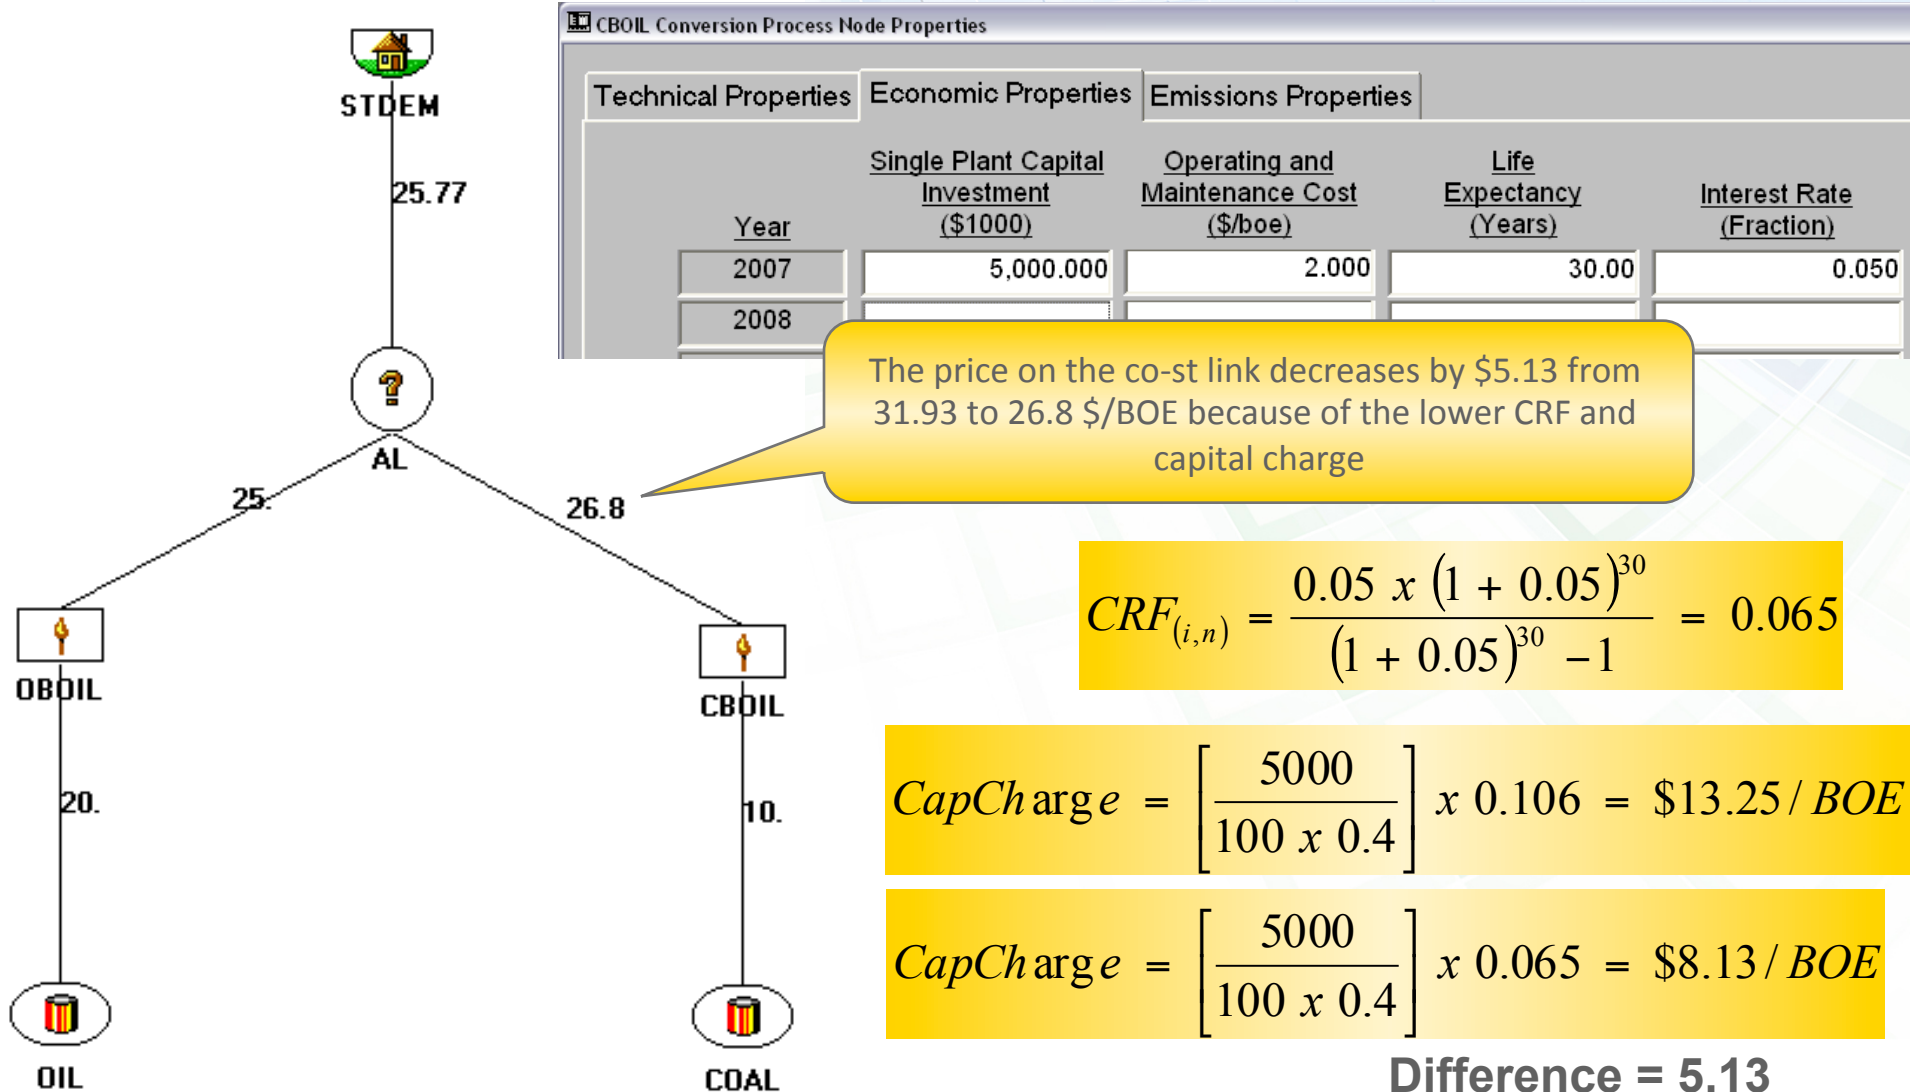 CBOIL Conversion Process Node Properties
Technical Properties Economic Properties Emissions Properties
Single Plant Capital Operating and Life
Investment Maintenance Cost Expectancy Interest Rate
Year ($1000) ($/boe) (Years) (Fraction)
2007 5,000.000 2.000 30.00 0.050
2008
STDEM
25.77
The price on the co-st link decreases by $5.13 from
31.93 to 26.8 $/BOE because of the lower CRF and
capital charge
AL
25. 26.8
CRF(i,n) = 0.05 x (1 + 0.05)^30 / (1 + 0.05)^30 − 1 = 0.065
OBOIL CBOIL
20. 10.
CapCharge = [5000 / 100 x 0.4] x 0.106 = $13.25 / BOE
CapCharge = [5000 / 100 x 0.4] x 0.065 = $8.13 / BOE
OIL COAL
Difference = 5.13